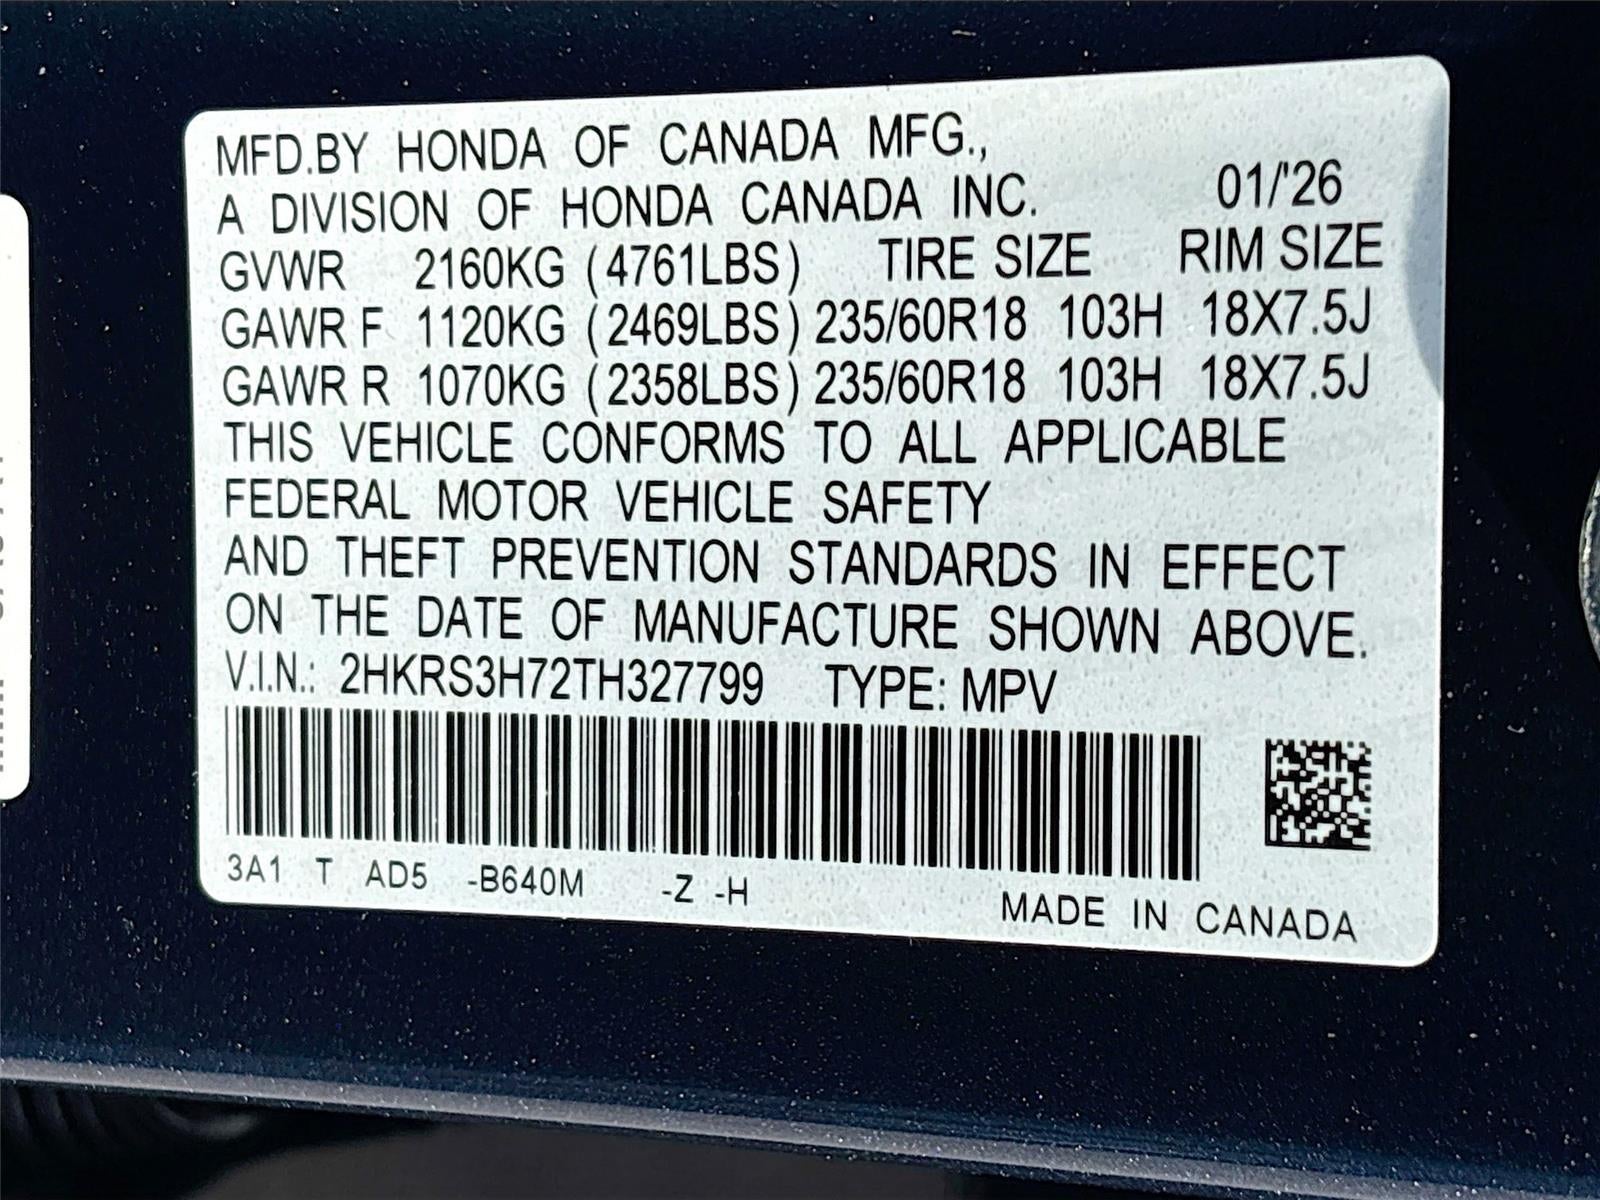 MFD.BY HONDA OF CANADA MFG.,
A DIVISION OF HONDA CANADA INC. 01/'26
GVWR 2160KG (4761LBS) TIRE SIZE RIM SIZE
GAWR F 1120KG (2469LBS) 235/60R18 103H 18X7.5J
GAWR R 1070KG (2358LBS) 235/60R18 103H 18X7.5J
THIS VEHICLE CONFORMS TO ALL APPLICABLE
FEDERAL MOTOR VEHICLE SAFETY
AND THEFT PREVENTION STANDARDS IN EFFECT
ON THE DATE OF MANUFACTURE SHOWN ABOVE.
V.I.N.: 2HKRS3H72TH327799 TYPE: MPV
3A1 T AD5 -B640M -Z -H
MADE IN CANADA